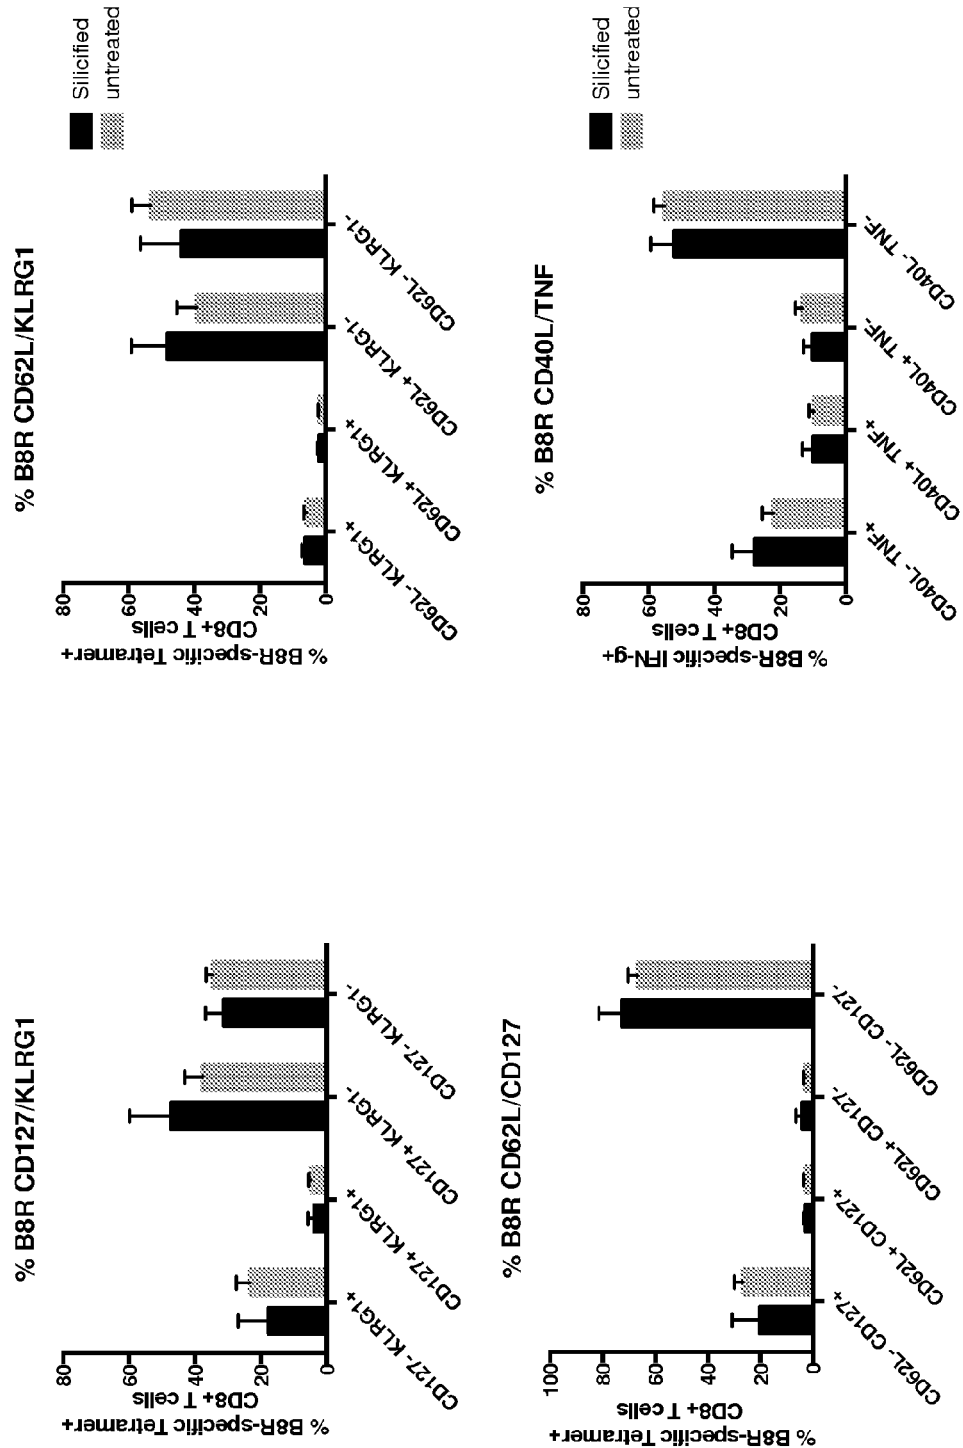 % B8R CD127/KLRG1
% B8R-specific Tetramer+
CD8+ T cells
80
60
40
20
0
CD127- KLRG1+
CD127+ KLRG1+
CD127+ KLRG1-
CD127- KLRG1-
% B8R CD62L/KLRG1
% B8R-specific Tetramer+
CD8+ T cells
80
60
40
20
0
CD62L- KLRG1+
CD62L+ KLRG1+
CD62L+ KLRG1-
CD62L- KLRG1-
Silicified
untreated
% B8R CD62L/CD127
% B8R-specific Tetramer+
CD8+ T cells
100
80
60
40
20
0
CD62L- CD127+
CD62L+ CD127+
CD62L+ CD127-
CD62L- CD127-
% B8R CD40L/TNF
% B8R-specific IFN-g+
CD8+ T cells
80
60
40
20
0
CD40L- TNF+
CD40L+ TNF+
CD40L+ TNF-
CD40L- TNF-
Silicified
untreated